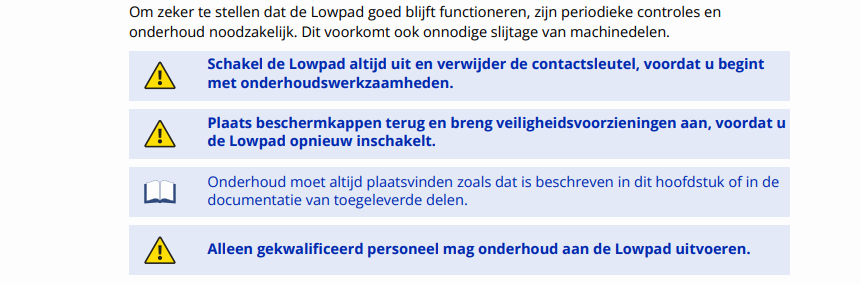 Om zeker te stellen dat de Lowpad goed blijft functioneren, zijn periodieke controles en
onderhoud noodzakelijk. Dit voorkomt ook onnodige slijtage van machinedelen.
Schakel de Lowpad altijd uit en verwijder de contactsleutel, voordat u begint
met onderhoudswerkzaamheden.
Plaats beschermkappen terug en breng veiligheidsvoorzieningen aan, voordat u
de Lowpad opnieuw inschakelt.
Onderhoud moet altijd plaatsvinden zoals dat is beschreven in dit hoofdstuk of in de
documentatie van toegeleverde delen.
Alleen gekwalificeerd personeel mag onderhoud aan de Lowpad uitvoeren.